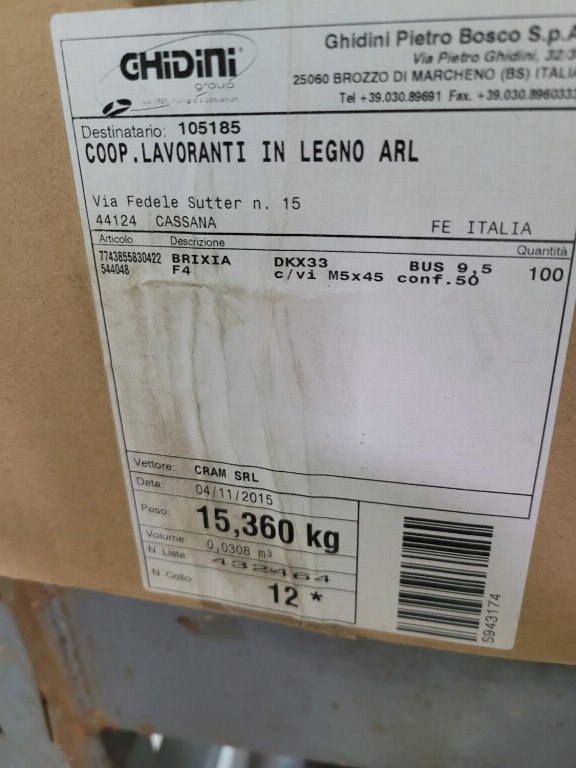 GHiDini
group
Ghidini Pietro Bosco S.p.A
Via Pietro Ghidini, 32:3
25060 BROZZO DI MARCHENO (BS) ITALIA
Tel +39.030.89691 Fax. +39.030.8960333
Destinatario: 105185
COOP.LAVORANTI IN LEGNO ARL
Via Fedele Sutter n. 15
44124 CASSANA FE ITALIA
Articolo Descrizione Quantità
7743855830422 BRIXIA DKX33 BUS 9,5 100
544048 F4 c/vi M5x45 conf.50
Vettore: CRAM SRL
Data: 04/11/2015
Peso: 15,360 kg
Volume: 0,0308 m³
N. Lista: 432464
N. Collo: 12 *
S943174